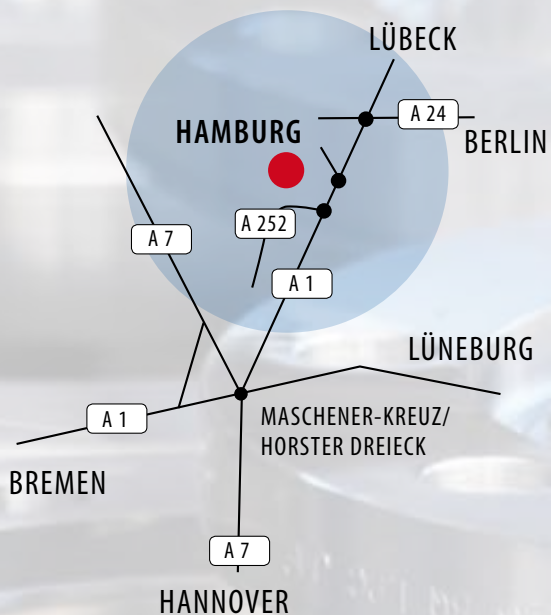 LÜBECK
A 24
HAMBURG
BERLIN
A 252
A 7
A 1
LÜNEBURG
A 1
MASCHENER-KREUZ/
HORSTER DREIECK
BREMEN
A 7
HANNOVER